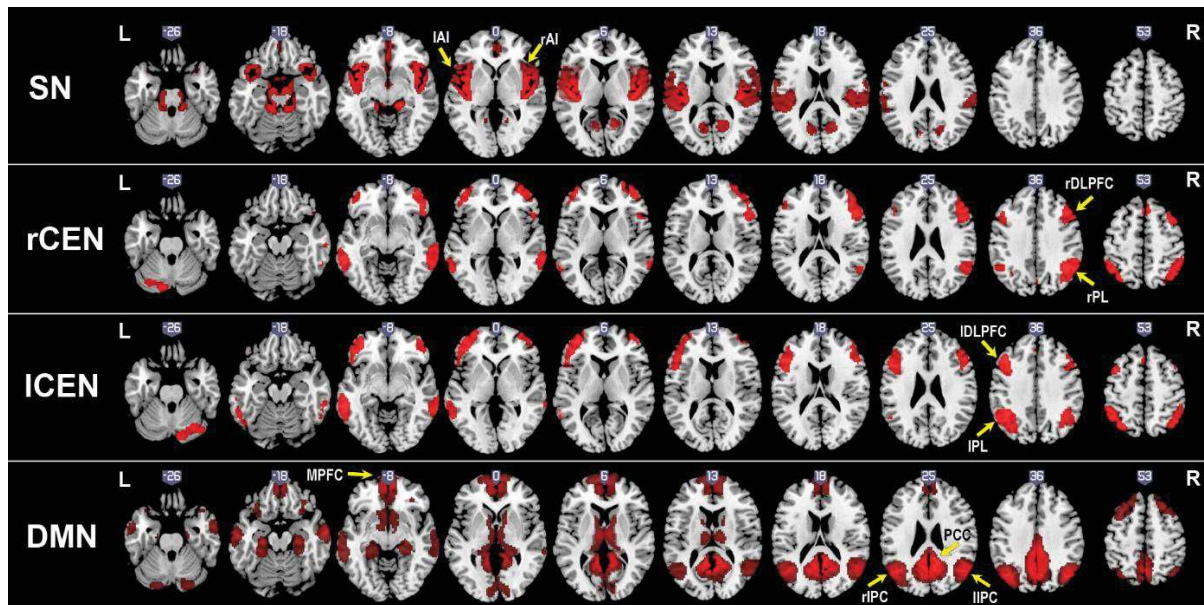 L -26 -18 -8 0 6 13 18 25 36 53 R
lAI rAI
SN
-26 -18 -8 0 6 13 18 25 36 53
L R
rDLPFC
rCEN
rPL
L -26 -18 -8 0 6 13 18 25 36 53 R
lDLPFC
lCEN
lPL
L -26 -18 -8 0 6 13 18 25 36 53 R
MPFC
DMN
PCC
rIPC lIPC